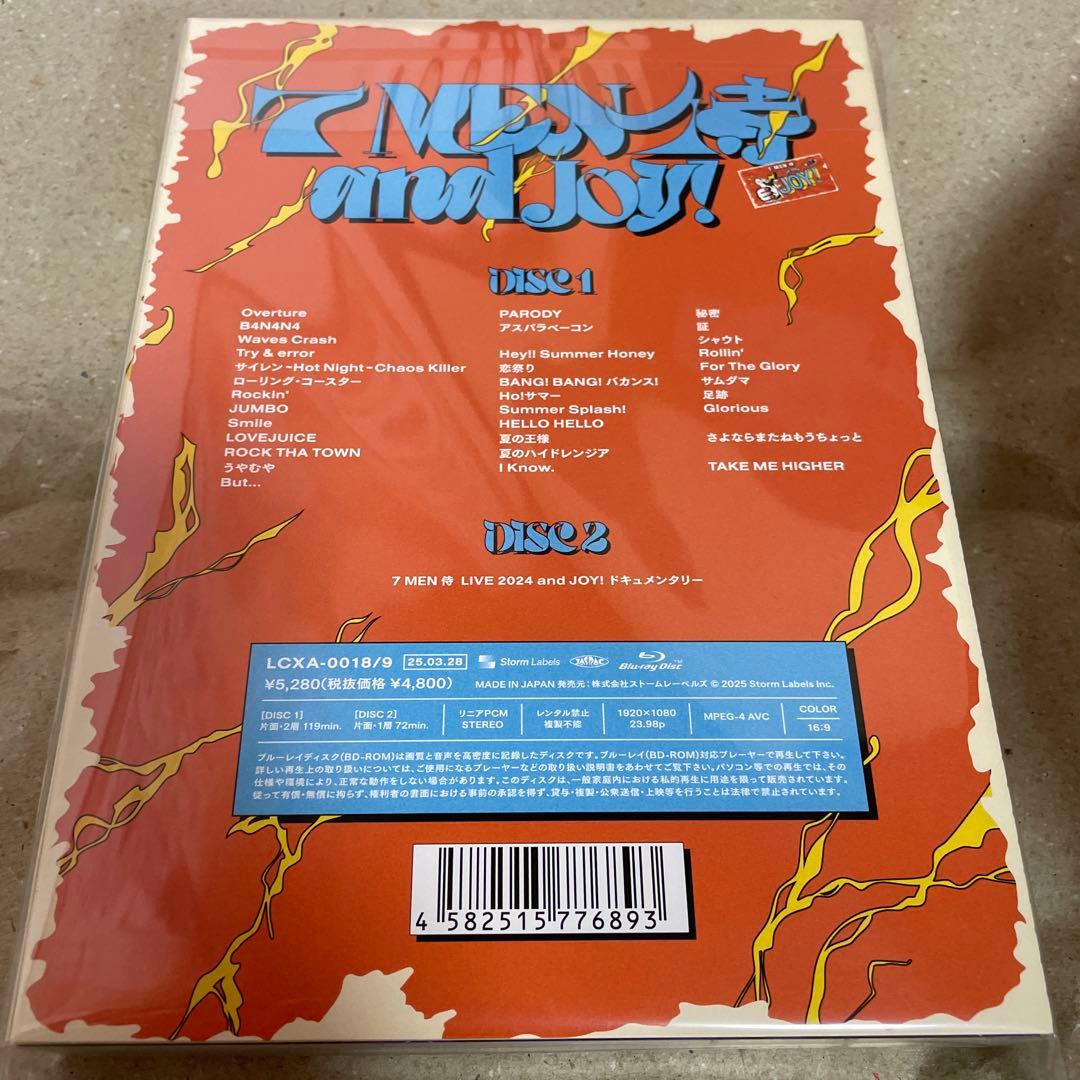 7 MEN 侍
and JOY!
7 MEN 侍
JOY!
DISC 1
Overture
B4N4N4
Waves Crash
Try & error
サイレン~Hot Night~Chaos Killer
ローリング・コースター
Rockin'
JUMBO
Smile
LOVEJUICE
ROCK THA TOWN
うやむや
But...
PARODY
アスパラベーコン
Hey!! Summer Honey
恋祭り
BANG! BANG! バカンス!
Ho!サマー
Summer Splash!
HELLO HELLO
夏の王様
夏のハイドレンジア
I Know.
秘密
証
シャウト
Rollin'
For The Glory
サムダマ
足跡
Glorious
さよならまたねもうちょっと
TAKE ME HIGHER
DISC 2
7 MEN 侍 LIVE 2024 and JOY! ドキュメンタリー
LCXA-0018/9 25.03.28 Storm Labels JASRAC Blu-ray Disc™
¥5,280(税抜価格 ¥4,800) MADE IN JAPAN 発売元:株式会社ストームレーベルズ © 2025 Storm Labels Inc.
[DISC 1]
片面・2層 119min.
[DISC 2]
片面・1層 72min.
リニアPCM
STEREO
レンタル禁止
複製不能
1920×1080
23.98p
MPEG-4 AVC
COLOR
16:9
ブルーレイディスク(BD-ROM)は画質と音声を高密度に記録したディスクです。ブルーレイ(BD-ROM)対応プレーヤーで再生して下さい。
詳しい再生上の取り扱いについては、ご使用になるプレーヤーなどの取り扱い説明書をあわせてご覧下さい。パソコン等での再生では、その
仕様や環境により、正常な動作をしない場合があります。このディスクは、一般家庭内における私的再生に用途を限って販売されています。
従って有償・無償に拘らず、権利者の書面における事前の承認を得ず、貸与・複製・公衆送信・上映等を行うことは法律で禁止されています。
4 582515 776893